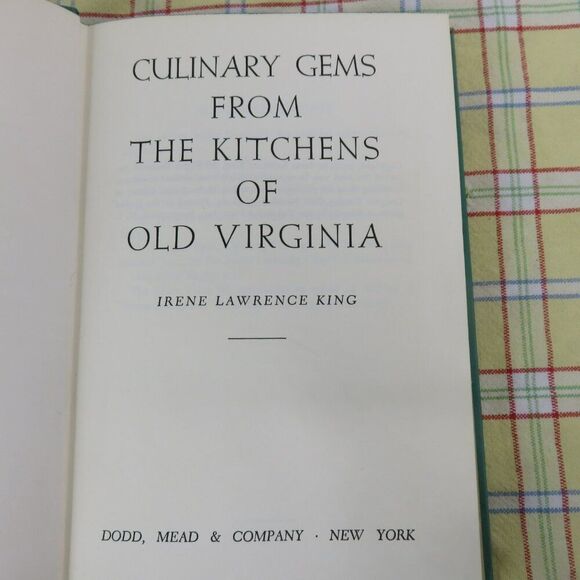 CULINARY GEMS
FROM
THE KITCHENS
OF
OLD VIRGINIA
IRENE LAWRENCE KING
DODD, MEAD & COMPANY · NEW YORK